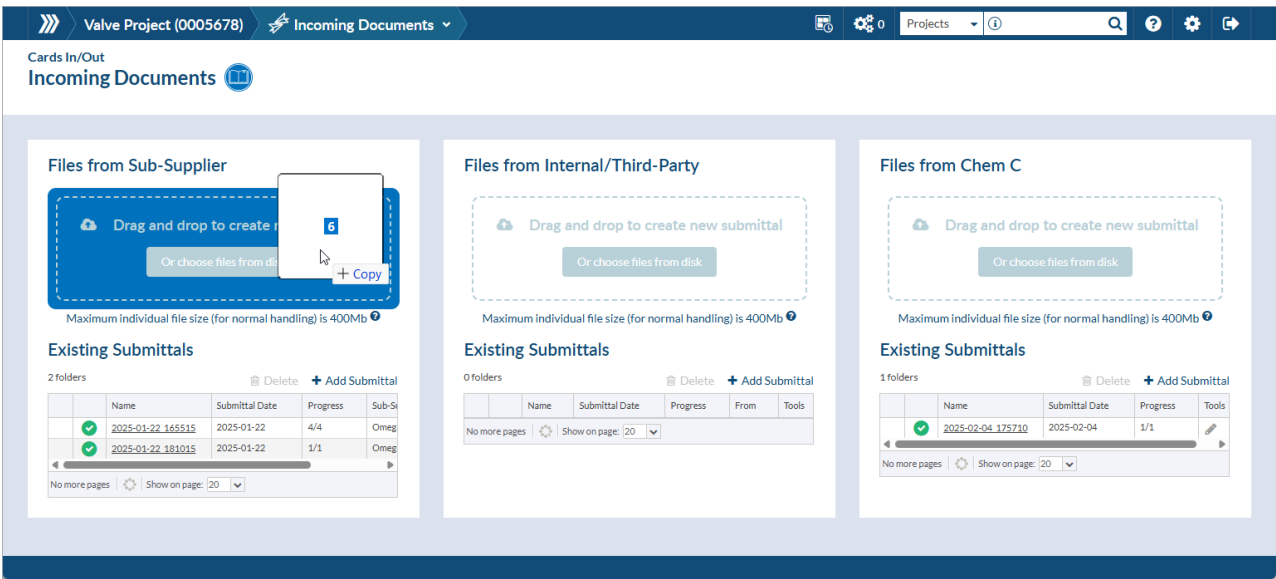 Valve Project (0005678) Incoming Documents 0 Projects
Cards In/Out
Incoming Documents
Files from Sub-Supplier
Drag and drop to create
6
Or choose files from
+ Copy
Maximum individual file size (for normal handling) is 400Mb
Existing Submittals
2 folders Delete + Add Submittal
Name Submittal Date Progress
2025-01-22 165515 2025-01-22 4/4
2025-01-22 181015 2025-01-22 1/1
No more pages Show on page: 20
Files from Internal/Third-Party
Drag and drop to create new submittal
Or choose files from disk
Maximum individual file size (for normal handling) is 400Mb
Existing Submittals
0 folders Delete + Add Submittal
Name Submittal Date Progress From Tools
No more pages Show on page: 20
Files from Chem C
Drag and drop to create new submittal
Or choose files from disk
Maximum individual file size (for normal handling) is 400Mb
Existing Submittals
1 folders Delete + Add Submittal
Name Submittal Date Progress Tools
2025-02-04 175710 2025-02-04 1/1
No more pages Show on page: 20